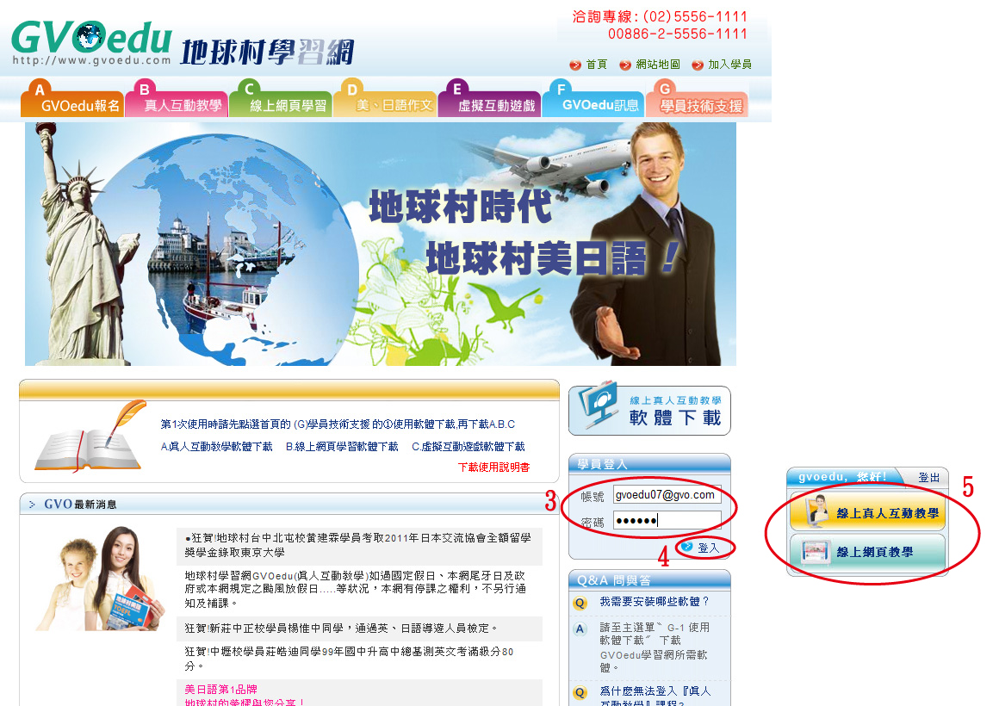 洽詢專線:(02)5556-1111
00886-2-5556-1111
GVOedu
http://www.gvoedu.com
地球村學習網
首頁
網站地圖
加入學員
A
GVOedu報名
B
真人互動教學
C
線上網頁學習
D
美、日語作文
E
虛擬互動遊戲
F
GVOedu訊息
G
學員技術支援
地球村時代
地球村美日語！
第1次使用時請先點選首頁的 (G)學員技術支援 的①使用軟體下載,再下載A.B.C
A.真人互動教學軟體下載
B.線上網頁學習軟體下載
C.虛擬互動遊戲軟體下載
下載使用說明書
線上真人互動教學
軟體下載
學員登入
3
帳號
gvoedu07@gvo.com
密碼
●●●●●●
4
登入
gvoedu, 您好!
登出
5
線上真人互動教學
線上網頁教學
> GVO最新消息
●狂賀!地球村台中北屯校黃建霖學員考取2011年日本交流協會全額留學
獎學金錄取東京大學
地球村學習網GVOedu(真人互動教學)如遇國定假日、本網尾牙日及政
府或本網規定之颱風放假日.....等狀況，本網有停課之權利，不另行通
知及補課。
狂賀!新莊中正校學員楊惟中同學，通過英、日語導遊人員檢定。
狂賀!中壢校學員莊皓迪同學99年國中升高中總基測英文考滿級分80
分。
美日語第1品牌
地球村的榮耀與您分享！
地球村美日語
TOEFL
Q&A 問與答
Q
我需要安裝哪些軟體？
A
請至主選單〝G-1 使用
軟體下載〞下載
GVOedu學習網所需軟
體。
Q
為什麼無法登入『真人
互動教學』課程?